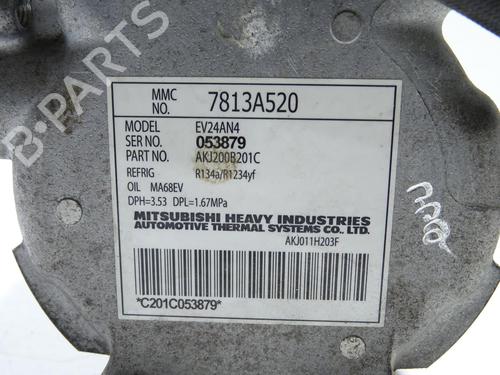 B-PARTS
MMC NO. 7813A520
MODEL EV24AN4
SER NO. 053879
PART NO. AKJ200B201C
REFRIG R134a/R1234yf
OIL MA68EV
DPH=3.53 DPL=1.67MPa
MITSUBISHI HEAVY INDUSTRIES
AUTOMOTIVE THERMAL SYSTEMS CO., LTD.
AKJ011H203F
*C201C053879*